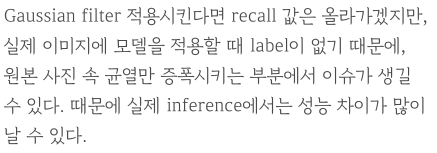 Gaussian filter 적용시킨다면 recall 값은 올라가겠지만,
실제 이미지에 모델을 적용할 때 label이 없기 때문에,
원본 사진 속 균열만 증폭시키는 부분에서 이슈가 생길
수 있다. 때문에 실제 inference에서는 성능 차이가 많이
날 수 있다.